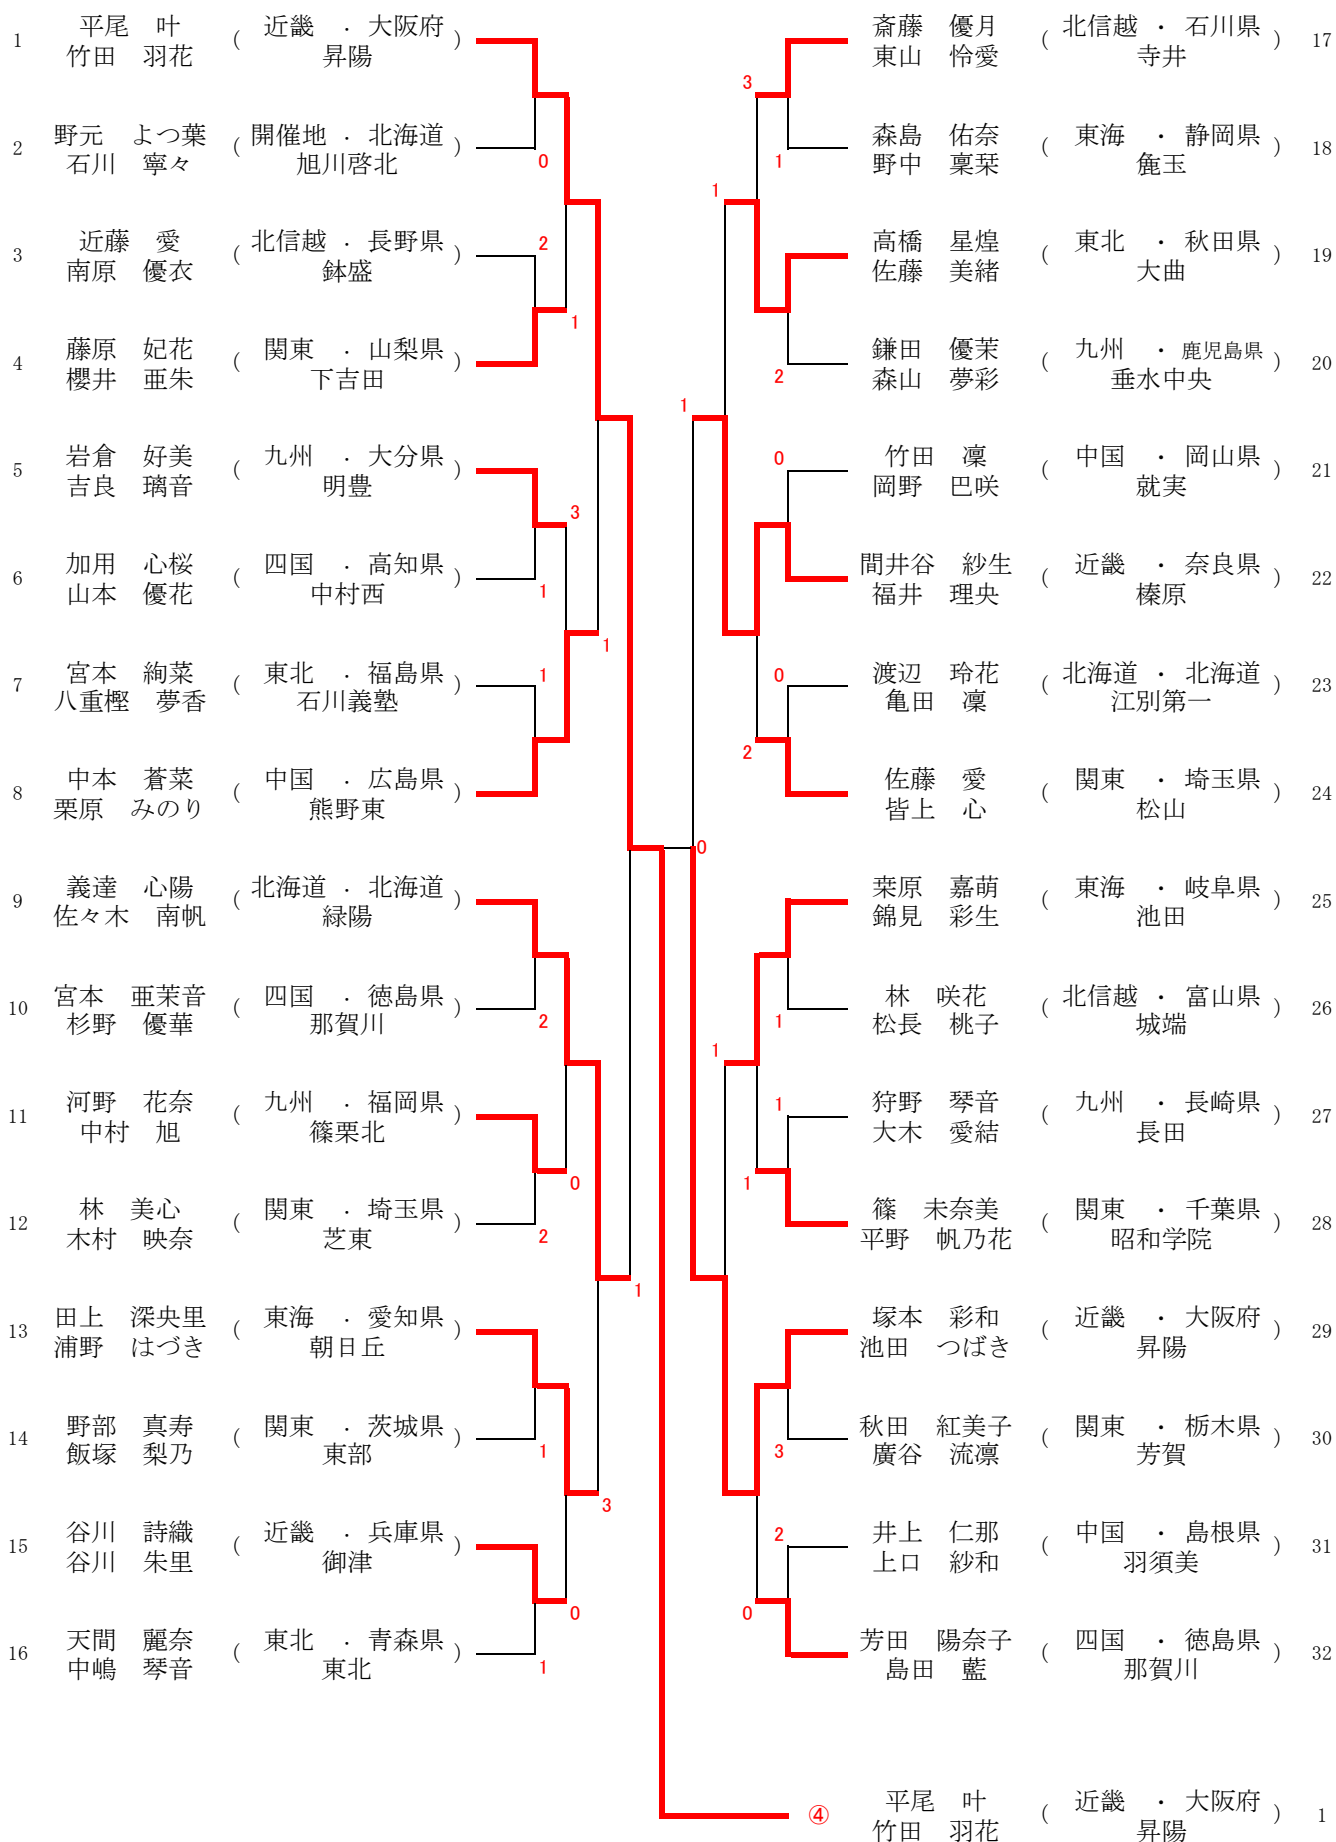 平尾　叶
竹田　羽花
1 ( 近畿 ・ 大阪府 )
昇陽
野元　よつ葉
石川　寧々
2 ( 開催地 ・ 北海道 )
旭川啓北
0
近藤　愛
南原　優衣
3 ( 北信越 ・ 長野県 )
鉢盛
2
藤原　妃花
櫻井　亜朱
4 ( 関東 ・ 山梨県 )
下吉田
1
岩倉　好美
吉良　璃音
5 ( 九州 ・ 大分県 )
明豊
3
加用　心桜
山本　優花
6 ( 四国 ・ 高知県 )
中村西
1
1
宮本　絢菜
八重樫　夢香
7 ( 東北 ・ 福島県 )
石川義塾
1
中本　蒼菜
栗原　みのり
8 ( 中国 ・ 広島県 )
熊野東
義達　心陽
佐々木　南帆
9 ( 北海道 ・ 北海道 )
緑陽
宮本　亜茉音
杉野　優華
10 ( 四国 ・ 徳島県 )
那賀川
2
河野　花奈
中村　旭
11 ( 九州 ・ 福岡県 )
篠栗北
0
林　美心
木村　映奈
12 ( 関東 ・ 埼玉県 )
芝東
2
1
田上　深央里
浦野　はづき
13 ( 東海 ・ 愛知県 )
朝日丘
野部　真寿
飯塚　梨乃
14 ( 関東 ・ 茨城県 )
東部
1
3
谷川　詩織
谷川　朱里
15 ( 近畿 ・ 兵庫県 )
御津
0
天間　麗奈
中嶋　琴音
16 ( 東北 ・ 青森県 )
東北
1
斎藤　優月
東山　怜愛
( 北信越 ・ 石川県 ) 17
寺井
3
森島　佑奈
野中　稟栞
( 東海 ・ 静岡県 ) 18
麁玉
1
1
高橋　星煌
佐藤　美緒
( 東北 ・ 秋田県 ) 19
大曲
鎌田　優茉
森山　夢彩
( 九州 ・ 鹿児島県 ) 20
垂水中央
2
1
竹田　凜
岡野　巴咲
( 中国 ・ 岡山県 ) 21
就実
0
間井谷　紗生
福井　理央
( 近畿 ・ 奈良県 ) 22
榛原
渡辺　玲花
亀田　凜
( 北海道 ・ 北海道 ) 23
江別第一
0
2
佐藤　愛
皆上　心
( 関東 ・ 埼玉県 ) 24
松山
0
桒原　嘉萌
錦見　彩生
( 東海 ・ 岐阜県 ) 25
池田
林　咲花
松長　桃子
( 北信越 ・ 富山県 ) 26
城端
1
1
狩野　琴音
大木　愛結
( 九州 ・ 長崎県 ) 27
長田
1
1
篠　未奈美
平野　帆乃花
( 関東 ・ 千葉県 ) 28
昭和学院
塚本　彩和
池田　つばき
( 近畿 ・ 大阪府 ) 29
昇陽
秋田　紅美子
廣谷　流凛
( 関東 ・ 栃木県 ) 30
芳賀
3
井上　仁那
上口　紗和
( 中国 ・ 島根県 ) 31
羽須美
2
0
芳田　陽奈子
島田　藍
( 四国 ・ 徳島県 ) 32
那賀川
④
平尾　叶
竹田　羽花
( 近畿 ・ 大阪府 ) 1
昇陽